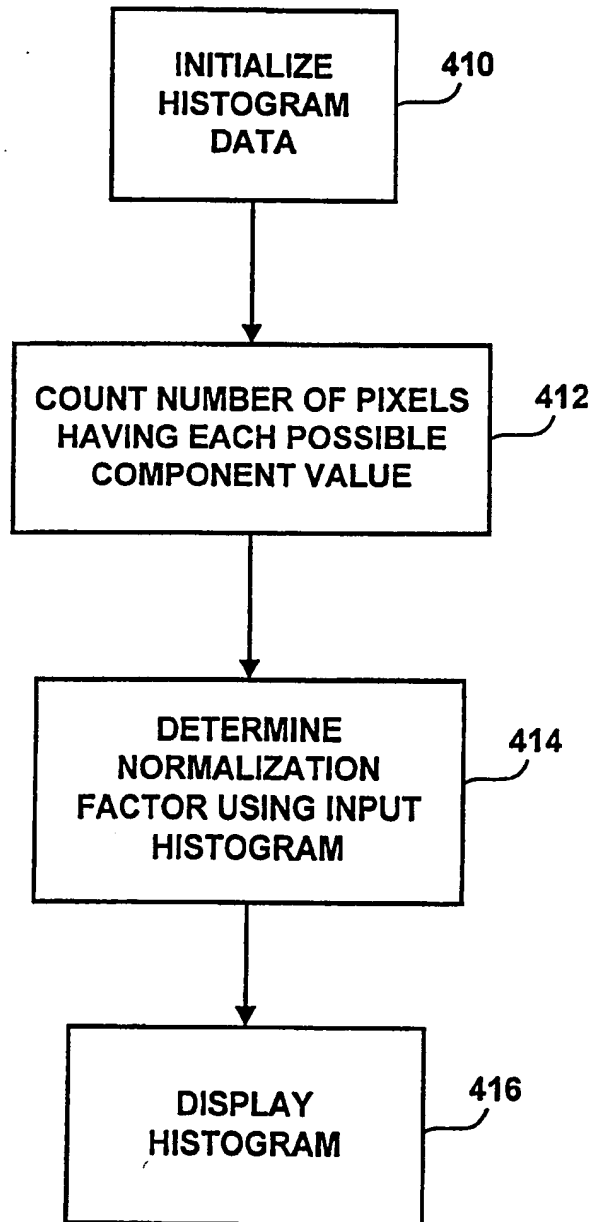 INITIALIZE
HISTOGRAM
DATA
410
COUNT NUMBER OF PIXELS
HAVING EACH POSSIBLE
COMPONENT VALUE
412
DETERMINE
NORMALIZATION
FACTOR USING INPUT
HISTOGRAM
414
DISPLAY
HISTOGRAM
416